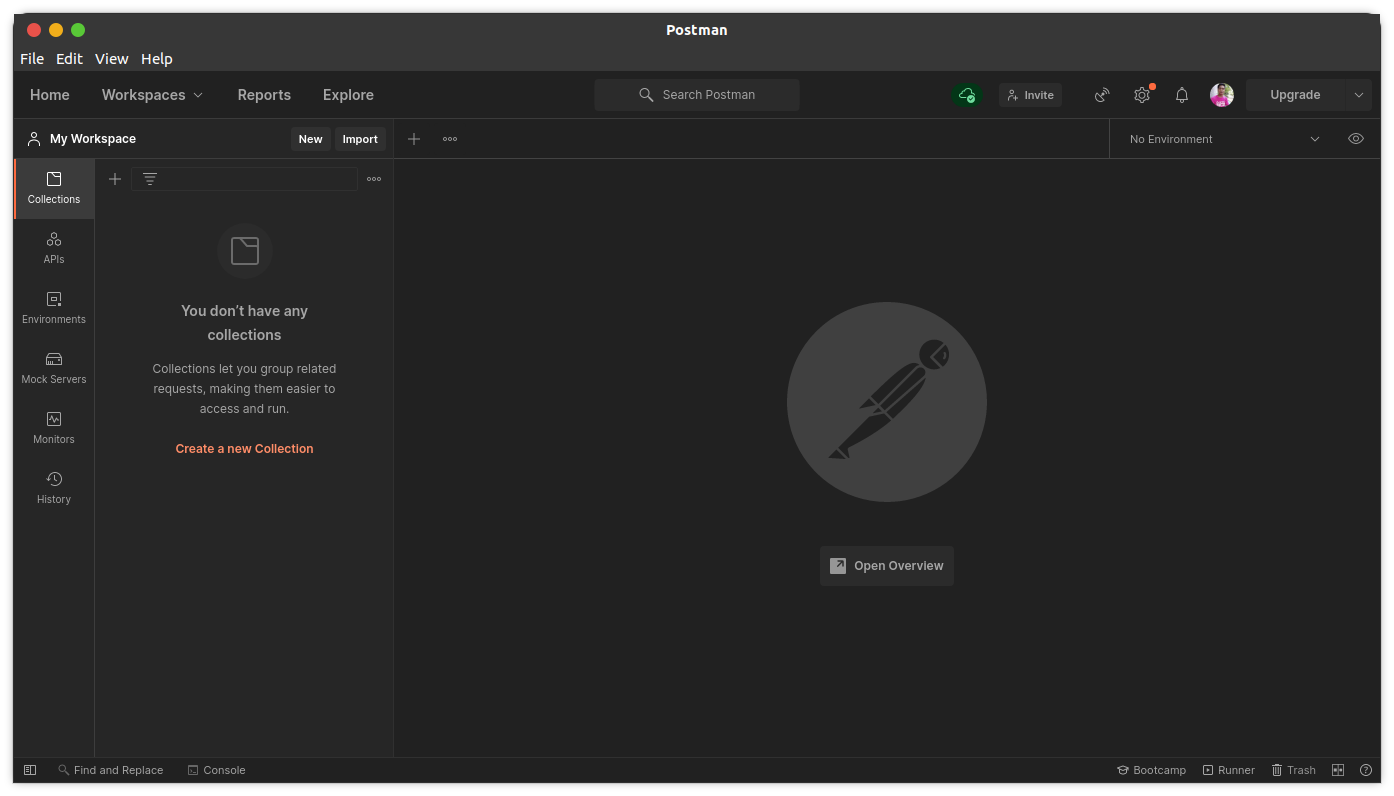 Postman
File Edit View Help
Home Workspaces Reports Explore Search Postman Invite Upgrade
My Workspace New Import No Environment
Collections
APIs
Environments
Mock Servers
Monitors
History
You don't have any
collections
Collections let you group related
requests, making them easier to
access and run.
Create a new Collection
Open Overview
Find and Replace Console Bootcamp Runner Trash